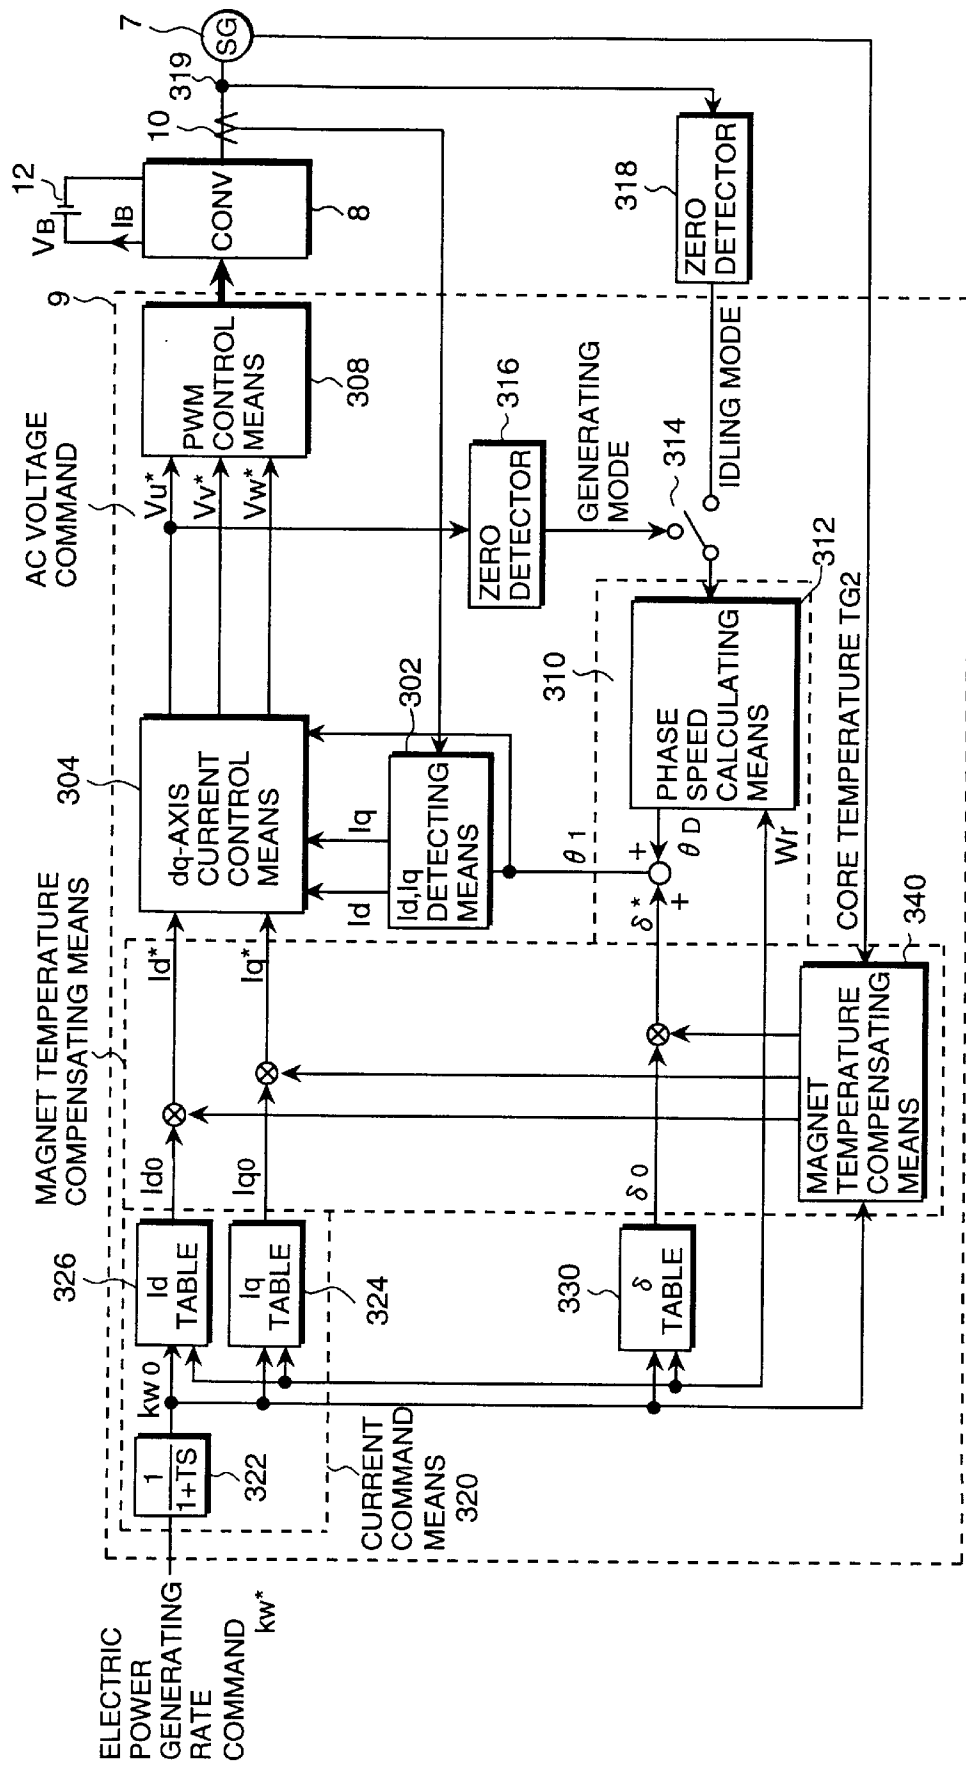 ELECTRIC
POWER
GENERATING
RATE
COMMAND
kw*
1
1+TS
322
kw 0
CURRENT
COMMAND
MEANS
320
326
Id
TABLE
Iq
TABLE
324
330
δ
TABLE
Id0
Iq0
δ 0
MAGNET TEMPERATURE
COMPENSATING MEANS
Id*
Iq*
δ*
MAGNET
TEMPERATURE
COMPENSATING
MEANS
340
CORE TEMPERATURE TG2
304
dq-AXIS
CURRENT
CONTROL
MEANS
Id
Iq
302
Id,Iq
DETECTING
MEANS
θ 1
+
+
θ D
Wr
310
PHASE
SPEED
CALCULATING
MEANS
312
AC VOLTAGE
COMMAND
Vu*
Vv*
Vw*
ZERO
DETECTOR
316
GENERATING
MODE
314
IDLING MODE
9
PWM
CONTROL
MEANS
308
ZERO
DETECTOR
318
VB
IB
12
CONV
8
10
319
7
SG